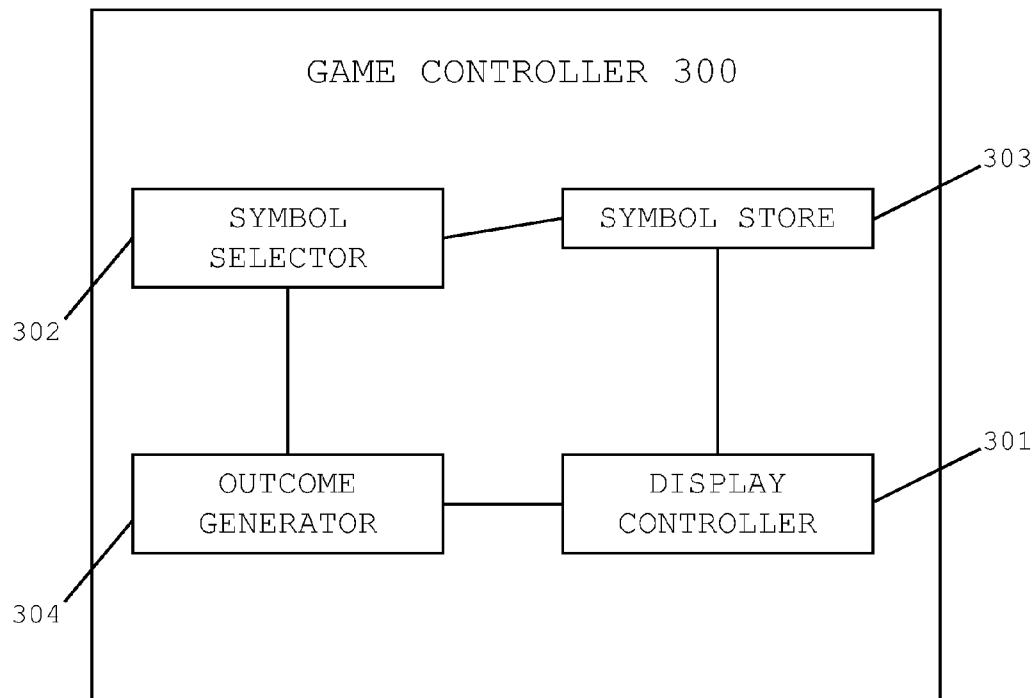 GAME CONTROLLER 300
303
SYMBOL
SELECTOR
SYMBOL STORE
302
301
OUTCOME
GENERATOR
DISPLAY
CONTROLLER
304